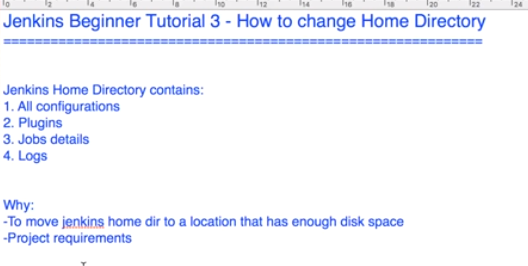 Jenkins Beginner Tutorial 3 - How to change Home Directory
==============================================================
Jenkins Home Directory contains:
1. All configurations
2. Plugins
3. Jobs details
4. Logs
Why:
-To move jenkins home dir to a location that has enough disk space
-Project requirements